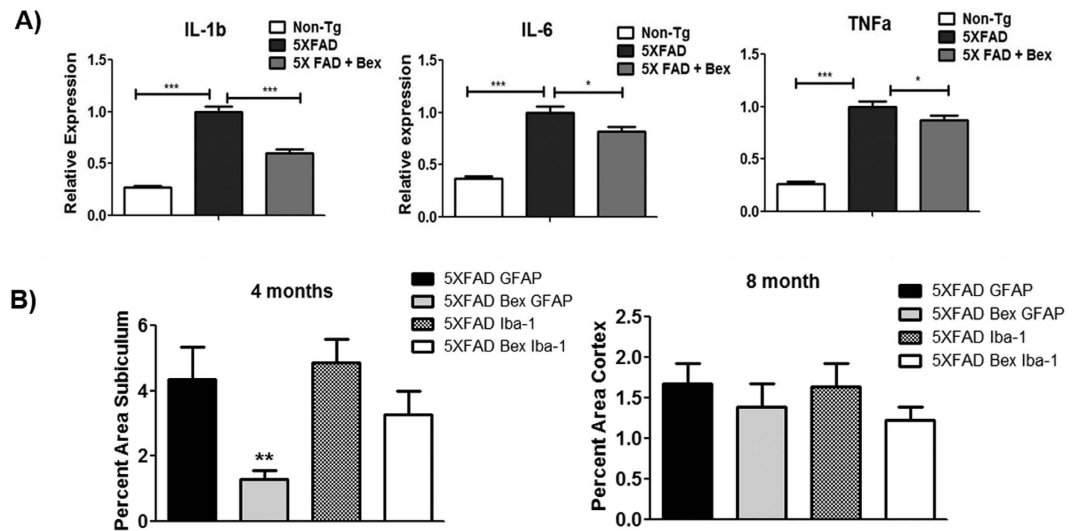 A)
IL-1b
Non-Tg
5XFAD
5X FAD + Bex
***
***
Relative Expression
1.5
1.0
0.5
0.0
IL-6
Non-Tg
5XFAD
5X FAD + Bex
***
*
Relative expression
1.5
1.0
0.5
0.0
TNFa
Non-Tg
5XFAD
5X FAD + Bex
***
*
1.5
1.0
0.5
0.0
B)
4 months
5XFAD GFAP
5XFAD Bex GFAP
5XFAD Iba-1
5XFAD Bex Iba-1
Percent Area Subiculum
6
4
2
0
**
8 month
5XFAD GFAP
5XFAD Bex GFAP
5XFAD Iba-1
5XFAD Bex Iba-1
Percent Area Cortex
2.5
2.0
1.5
1.0
0.5
0.0